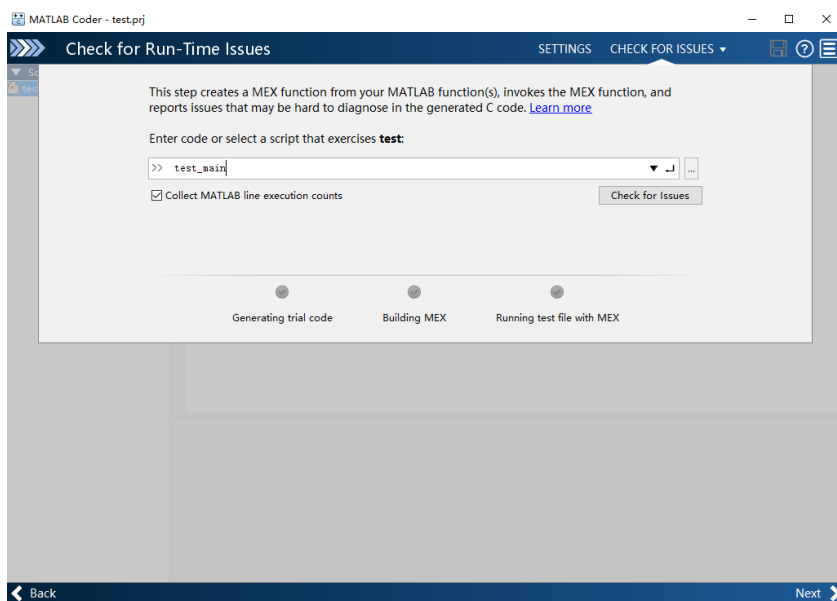 MATLAB Coder - test.prj
Check for Run-Time Issues
SETTINGS CHECK FOR ISSUES
This step creates a MEX function from your MATLAB function(s), invokes the MEX function, and
reports issues that may be hard to diagnose in the generated C code. Learn more
Enter code or select a script that exercises test:
>> test_main
...
Collect MATLAB line execution counts
Check for Issues
Generating trial code
Building MEX
Running test file with MEX
Back
Next